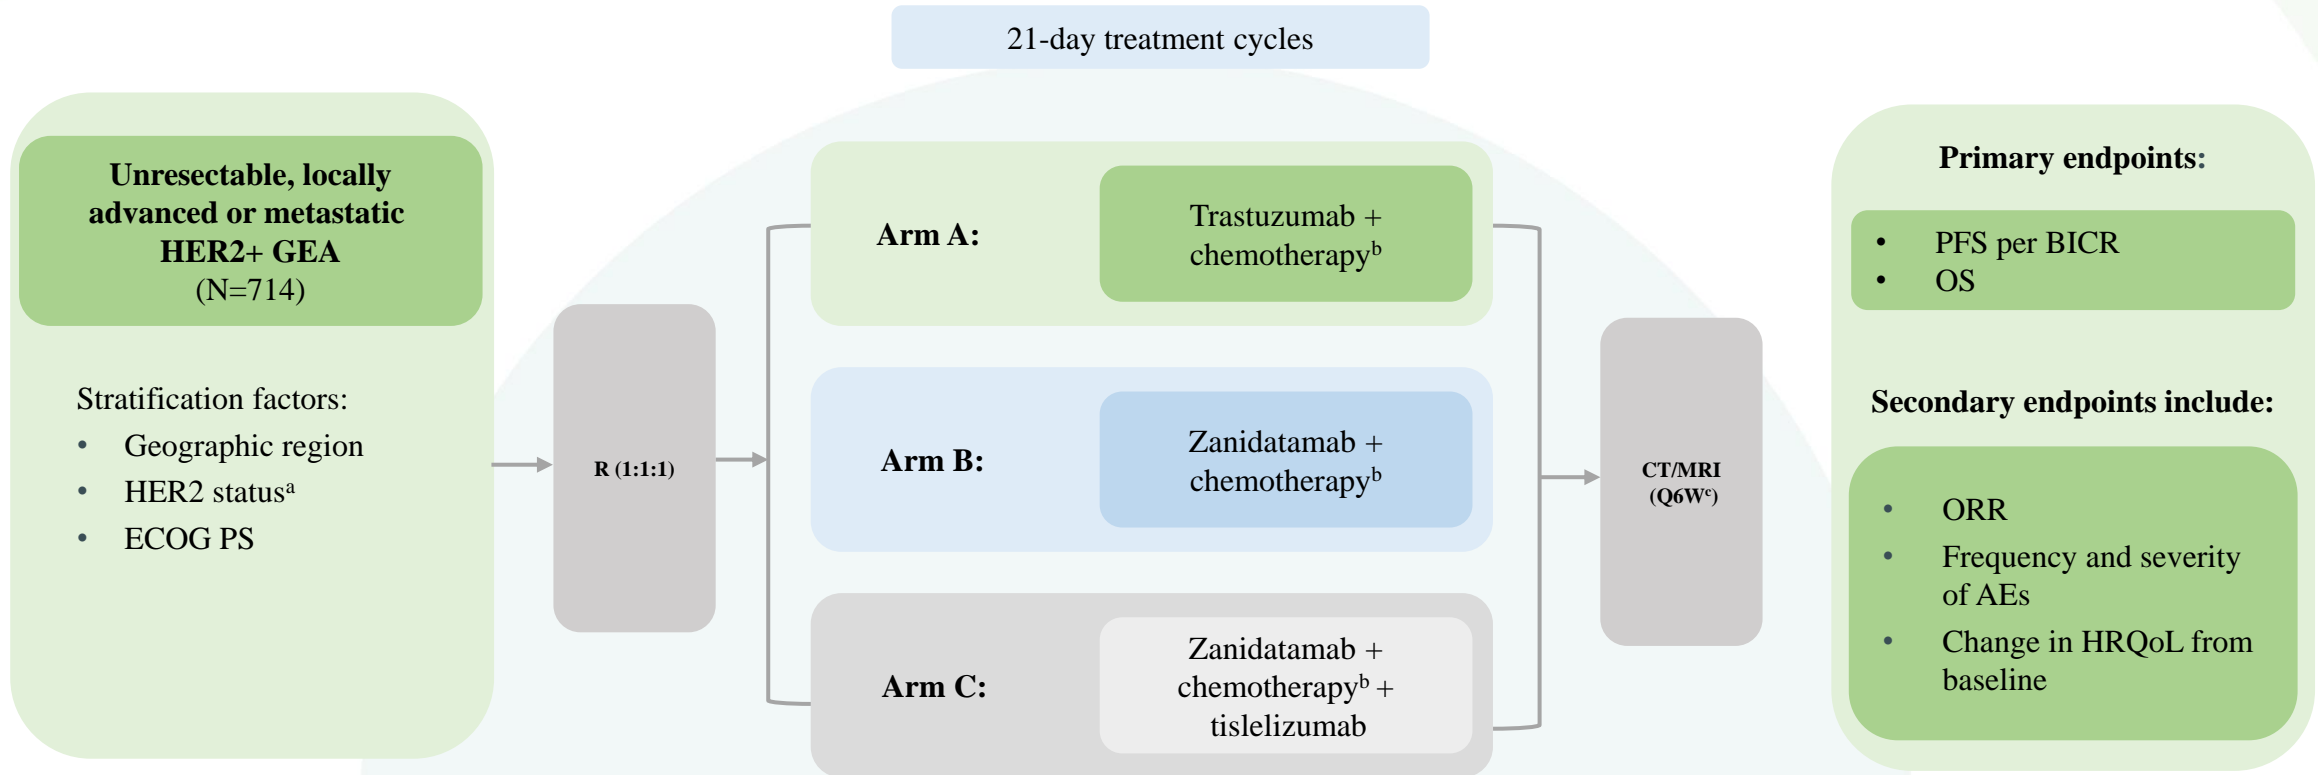 21-day treatment cycles
Unresectable, locally
advanced or metastatic
HER2+ GEA
(N=714)
Stratification factors:
• Geographic region
• HER2 statusᵃ
• ECOG PS
R (1:1:1)
Arm A:
Trastuzumab +
chemotherapyᵇ
Arm B:
Zanidatamab +
chemotherapyᵇ
Arm C:
Zanidatamab +
chemotherapyᵇ +
tislelizumab
CT/MRI
(Q6Wᶜ)
Primary endpoints:
• PFS per BICR
• OS
Secondary endpoints include:
• ORR
• Frequency and severity
of AEs
• Change in HRQoL from
baseline